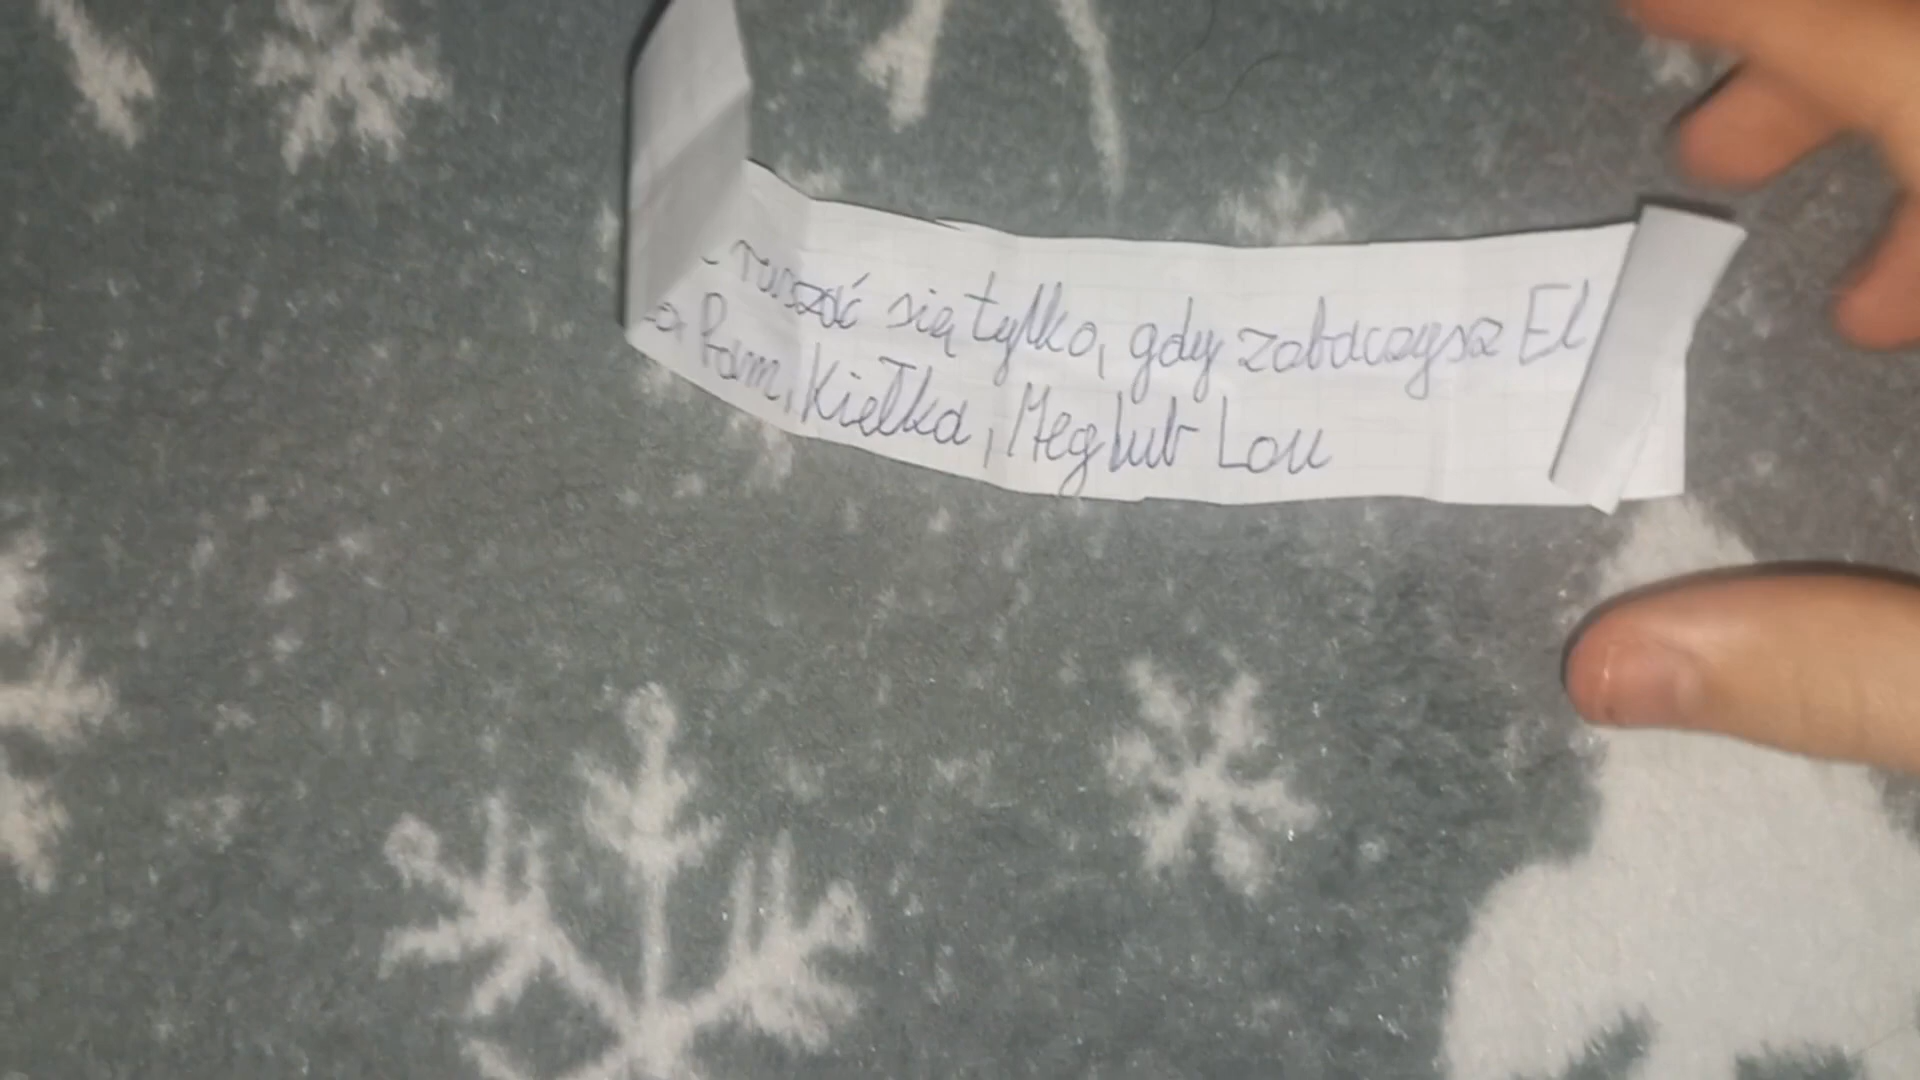 - ruszać się tylko, gdy zobaczysz El
Pam, Kiełka, Meg lub Lou